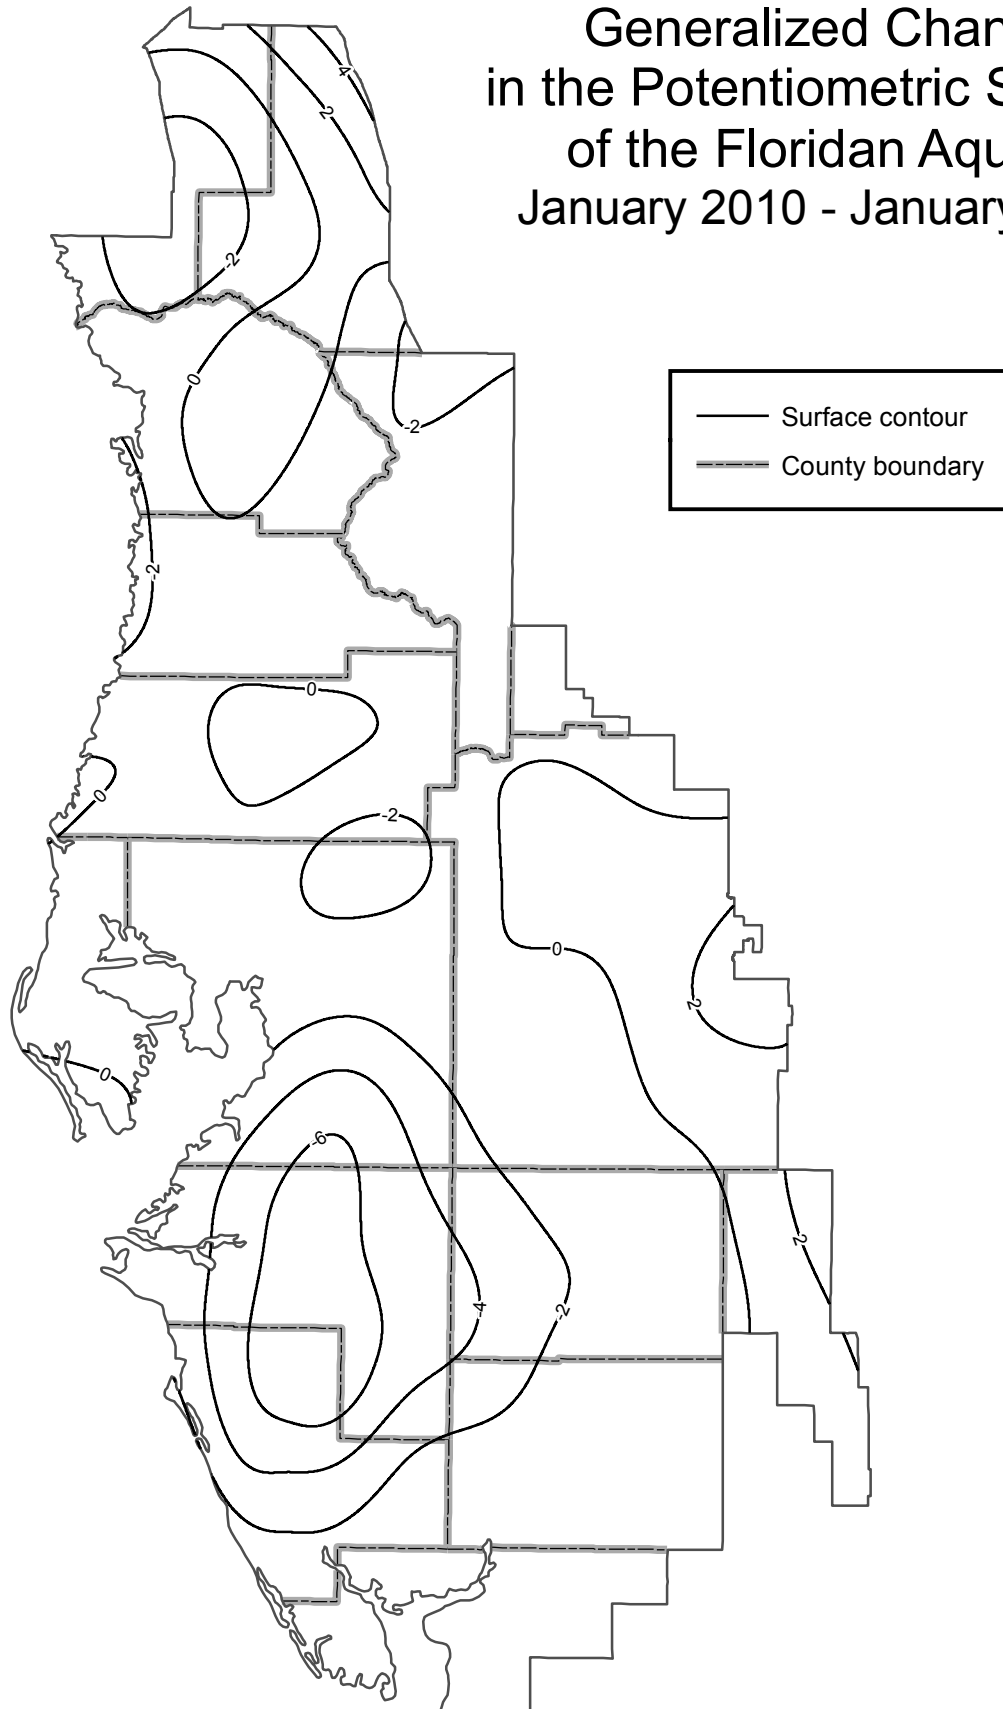 Generalized Chan
in the Potentiometric S
of the Floridan Aqu
January 2010 - January
4
2
-2
0
-2
Surface contour
County boundary
-2
0
0
-2
0
2
0
-6
2
-4
-2